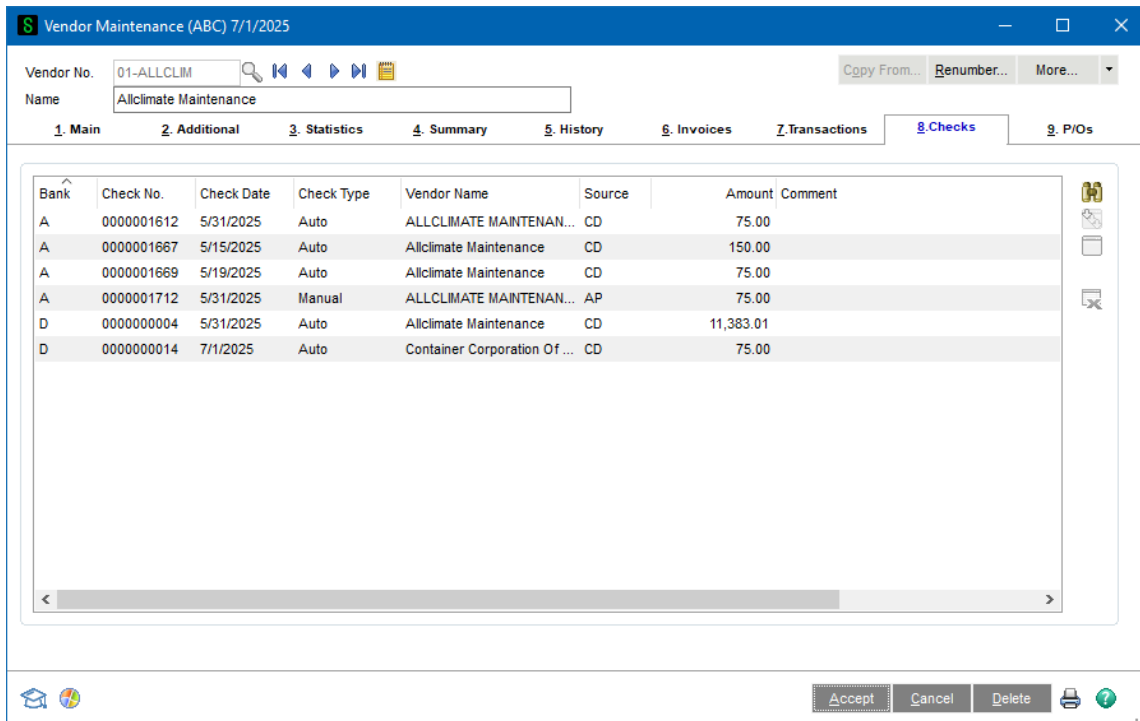 S Vendor Maintenance (ABC) 7/1/2025
Vendor No. 01-ALLCLIM Copy From... Renumber... More...
Name Allclimate Maintenance
1. Main 2. Additional 3. Statistics 4. Summary 5. History 6. Invoices 7.Transactions 8.Checks 9. P/Os
Bank Check No. Check Date Check Type Vendor Name Source Amount Comment
A 0000001612 5/31/2025 Auto ALLCLIMATE MAINTENAN... CD 75.00
A 0000001667 5/15/2025 Auto Allclimate Maintenance CD 150.00
A 0000001669 5/19/2025 Auto Allclimate Maintenance CD 75.00
A 0000001712 5/31/2025 Manual ALLCLIMATE MAINTENAN... AP 75.00
D 0000000004 5/31/2025 Auto Allclimate Maintenance CD 11,383.01
D 0000000014 7/1/2025 Auto Container Corporation Of ... CD 75.00
Accept Cancel Delete